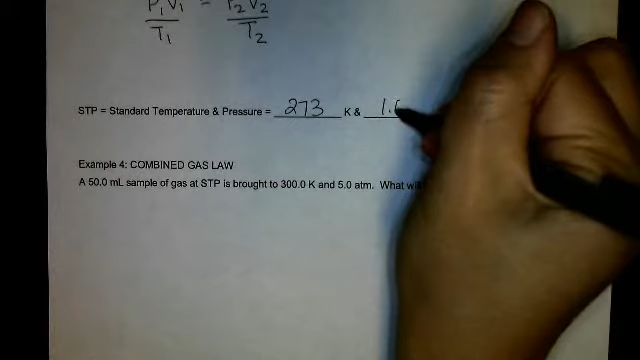 P₁V₁ = P₂V₂
T₁ T₂
STP = Standard Temperature & Pressure = 273 K & 1.
Example 4: COMBINED GAS LAW
A 50.0 mL sample of gas at STP is brought to 300.0 K and 5.0 atm. What